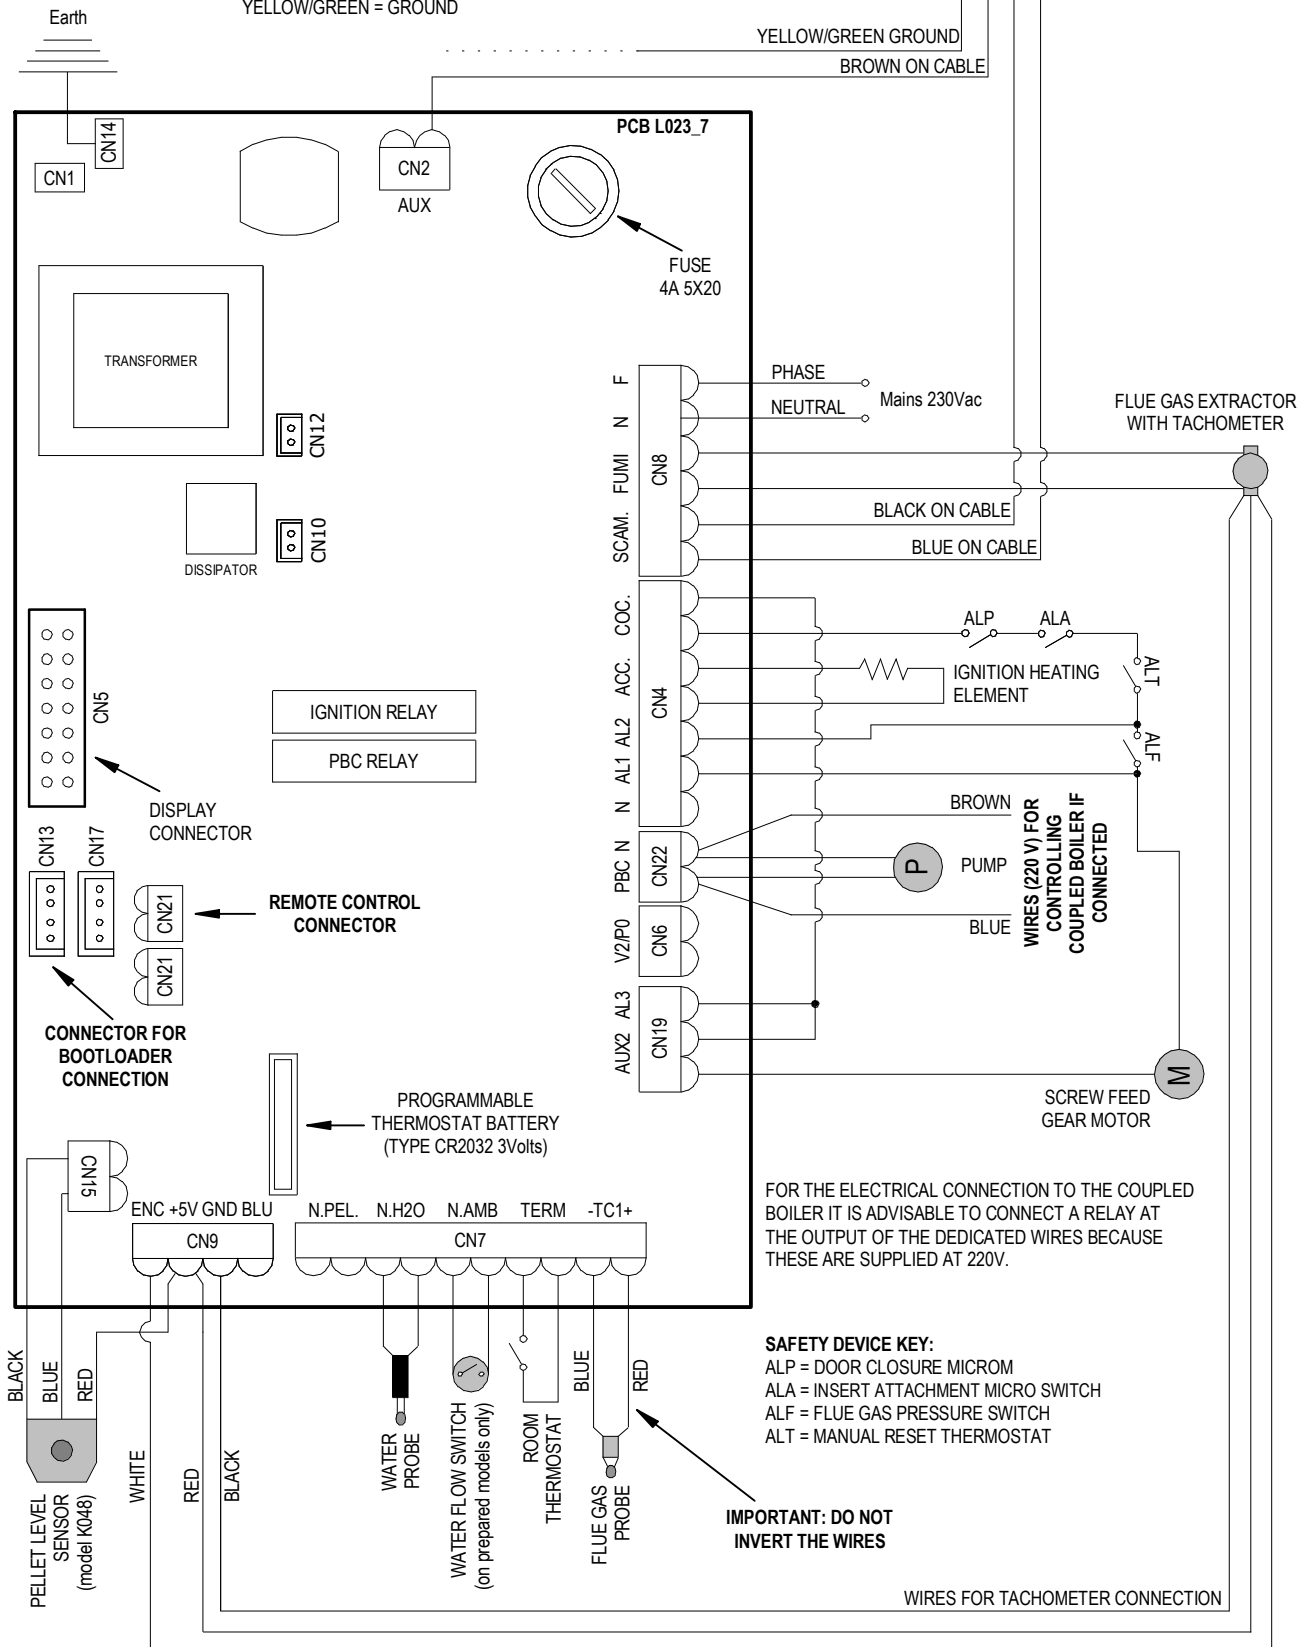 YELLOW/GREEN = GROUND
Earth
YELLOW/GREEN GROUND
BROWN ON CABLE
PCB L023_7
CN14
CN1
CN2
AUX
FUSE
4A 5X20
TRANSFORMER
CN12
DISSIPATOR
CN10
F
N
FUMI
SCAM.
CN8
PHASE
NEUTRAL
Mains 230Vac
FLUE GAS EXTRACTOR
WITH TACHOMETER
BLACK ON CABLE
BLUE ON CABLE
COC.
ACC.
AL2
AL1
N
CN4
ALP
ALA
ALT
ALF
IGNITION HEATING
ELEMENT
CN5
IGNITION RELAY
PBC RELAY
DISPLAY
CONNECTOR
CN13
CN17
CN21
CN21
REMOTE CONTROL
CONNECTOR
CONNECTOR FOR
BOOTLOADER
CONNECTION
PBC N
CN22
BROWN
P
PUMP
BLUE
WIRES (220 V) FOR
CONTROLLING
COUPLED BOILER IF
CONNECTED
V2/P0
CN6
AUX2 AL3
CN19
M
SCREW FEED
GEAR MOTOR
PROGRAMMABLE
THERMOSTAT BATTERY
(TYPE CR2032 3Volts)
CN15
ENC +5V GND BLU
CN9
N.PEL. N.H2O N.AMB TERM -TC1+
CN7
FOR THE ELECTRICAL CONNECTION TO THE COUPLED
BOILER IT IS ADVISABLE TO CONNECT A RELAY AT
THE OUTPUT OF THE DEDICATED WIRES BECAUSE
THESE ARE SUPPLIED AT 220V.
SAFETY DEVICE KEY:
ALP = DOOR CLOSURE MICROM
ALA = INSERT ATTACHMENT MICRO SWITCH
ALF = FLUE GAS PRESSURE SWITCH
ALT = MANUAL RESET THERMOSTAT
BLACK
BLUE
RED
PELLET LEVEL
SENSOR
(model K048)
WHITE
RED
BLACK
WATER
PROBE
WATER FLOW SWITCH
(on prepared models only)
ROOM
THERMOSTAT
BLUE
RED
FLUE GAS
PROBE
IMPORTANT: DO NOT
INVERT THE WIRES
WIRES FOR TACHOMETER CONNECTION